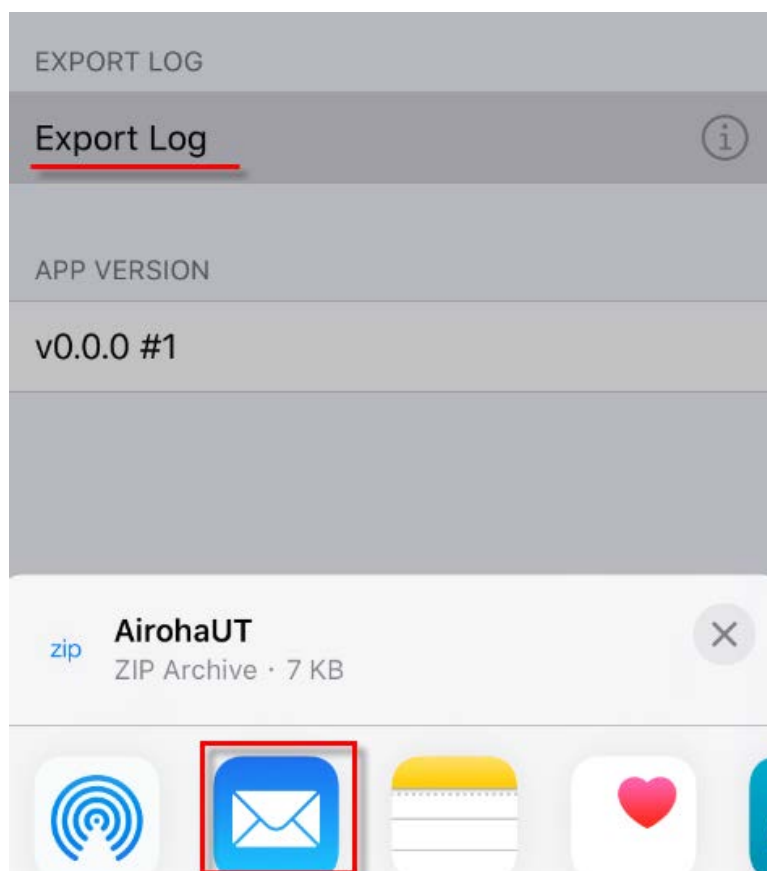 EXPORT LOG
Export Log
APP VERSION
v0.0.0 #1
zip
AirohaUT
ZIP Archive · 7 KB